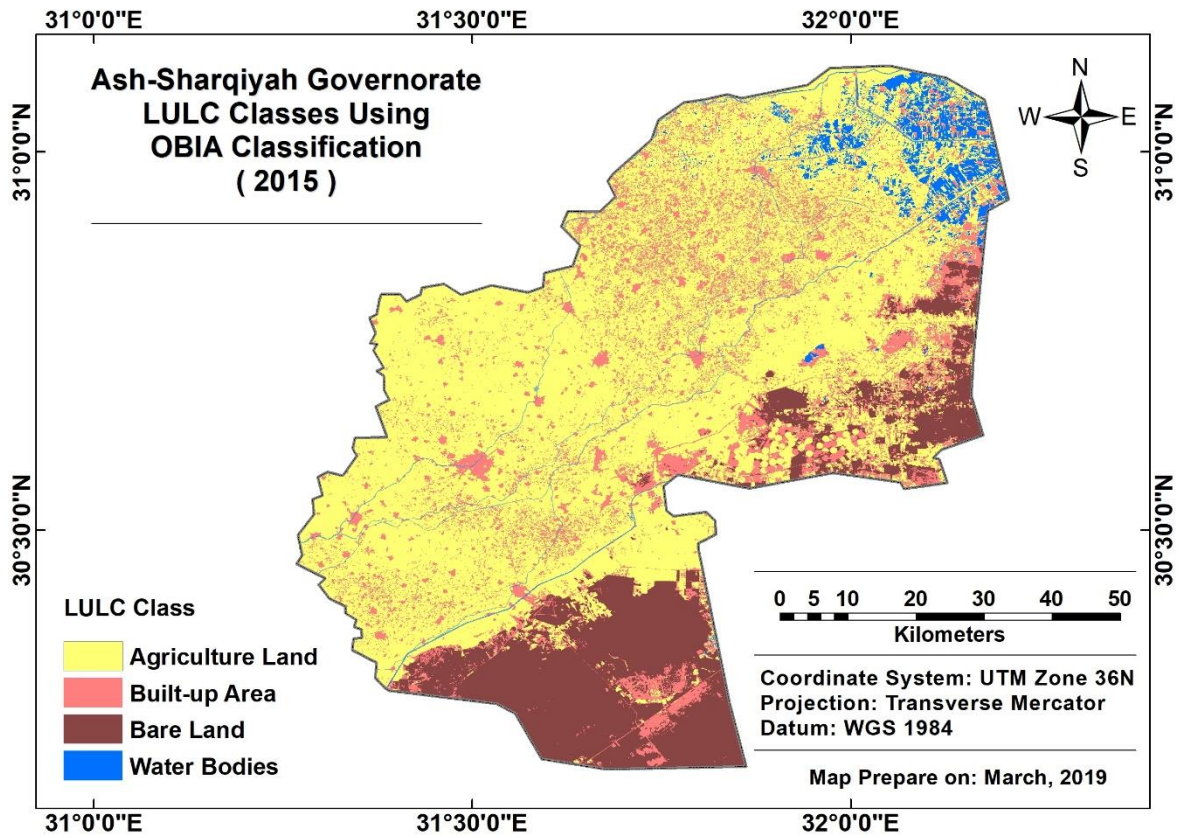 31°0'0"E 31°30'0"E 32°0'0"E
Ash-Sharqiyah Governorate
LULC Classes Using
OBIA Classification
( 2015 )
N
W E
S
31°0'0"N 31°0'0"N
30°30'0"N 30°30'0"N
LULC Class
Agriculture Land
Built-up Area
Bare Land
Water Bodies
0 5 10 20 30 40 50
Kilometers
Coordinate System: UTM Zone 36N
Projection: Transverse Mercator
Datum: WGS 1984
Map Prepare on: March, 2019
31°0'0"E 31°30'0"E 32°0'0"E